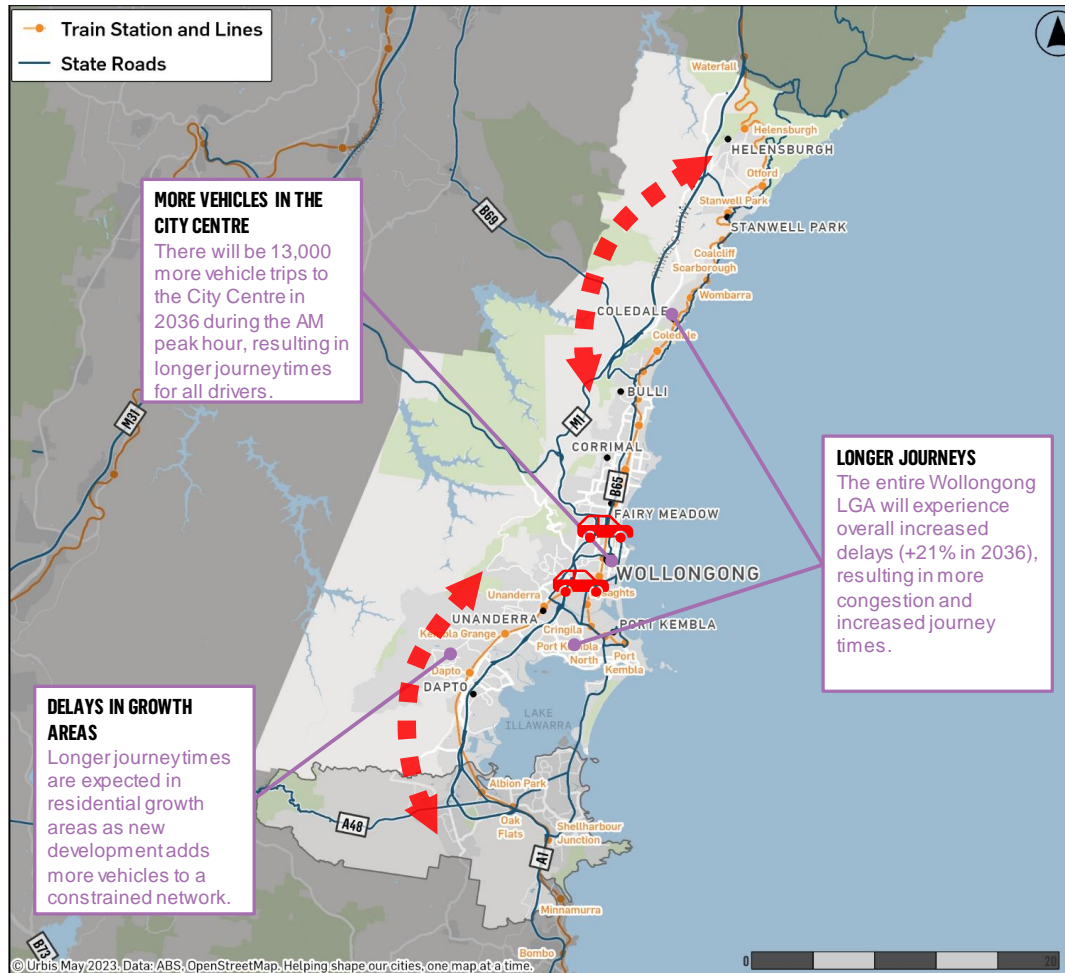 Train Station and Lines
State Roads
Waterfall
Helensburgh
HELENSBURGH
Otford
Stanwell Park
STANWELL PARK
Coalcliff
Scarborough
Wombarra
COLEDALE
Coledale
B69
MORE VEHICLES IN THE
CITY CENTRE
There will be 13,000
more vehicle trips to
the City Centre in
2036 during the AM
peak hour, resulting in
longer journey times
for all drivers.
M31
BULLI
M1
CORRIMAL
B65
FAIRY MEADOW
WOLLONGONG
LONGER JOURNEYS
The entire Wollongong
LGA will experience
overall increased
delays (+21% in 2036),
resulting in more
congestion and
increased journey
times.
Unanderra
UNANDERRA
Kembla Grange
Cringila
PORT KEMBLA
Port Kembla
North
Port
Kembla
Dapto
DAPTO
LAKE
ILLAWARRA
DELAYS IN GROWTH
AREAS
Longer journey times
are expected in
residential growth
areas as new
development adds
more vehicles to a
constrained network.
Albion Park
A48
Oak
Flats
Shellharbour
Junction
A1
Minnamurra
Bombo
B73
© Urbis May 2023. Data: ABS, OpenStreetMap. Helping shape our cities, one map at a time.
0
20